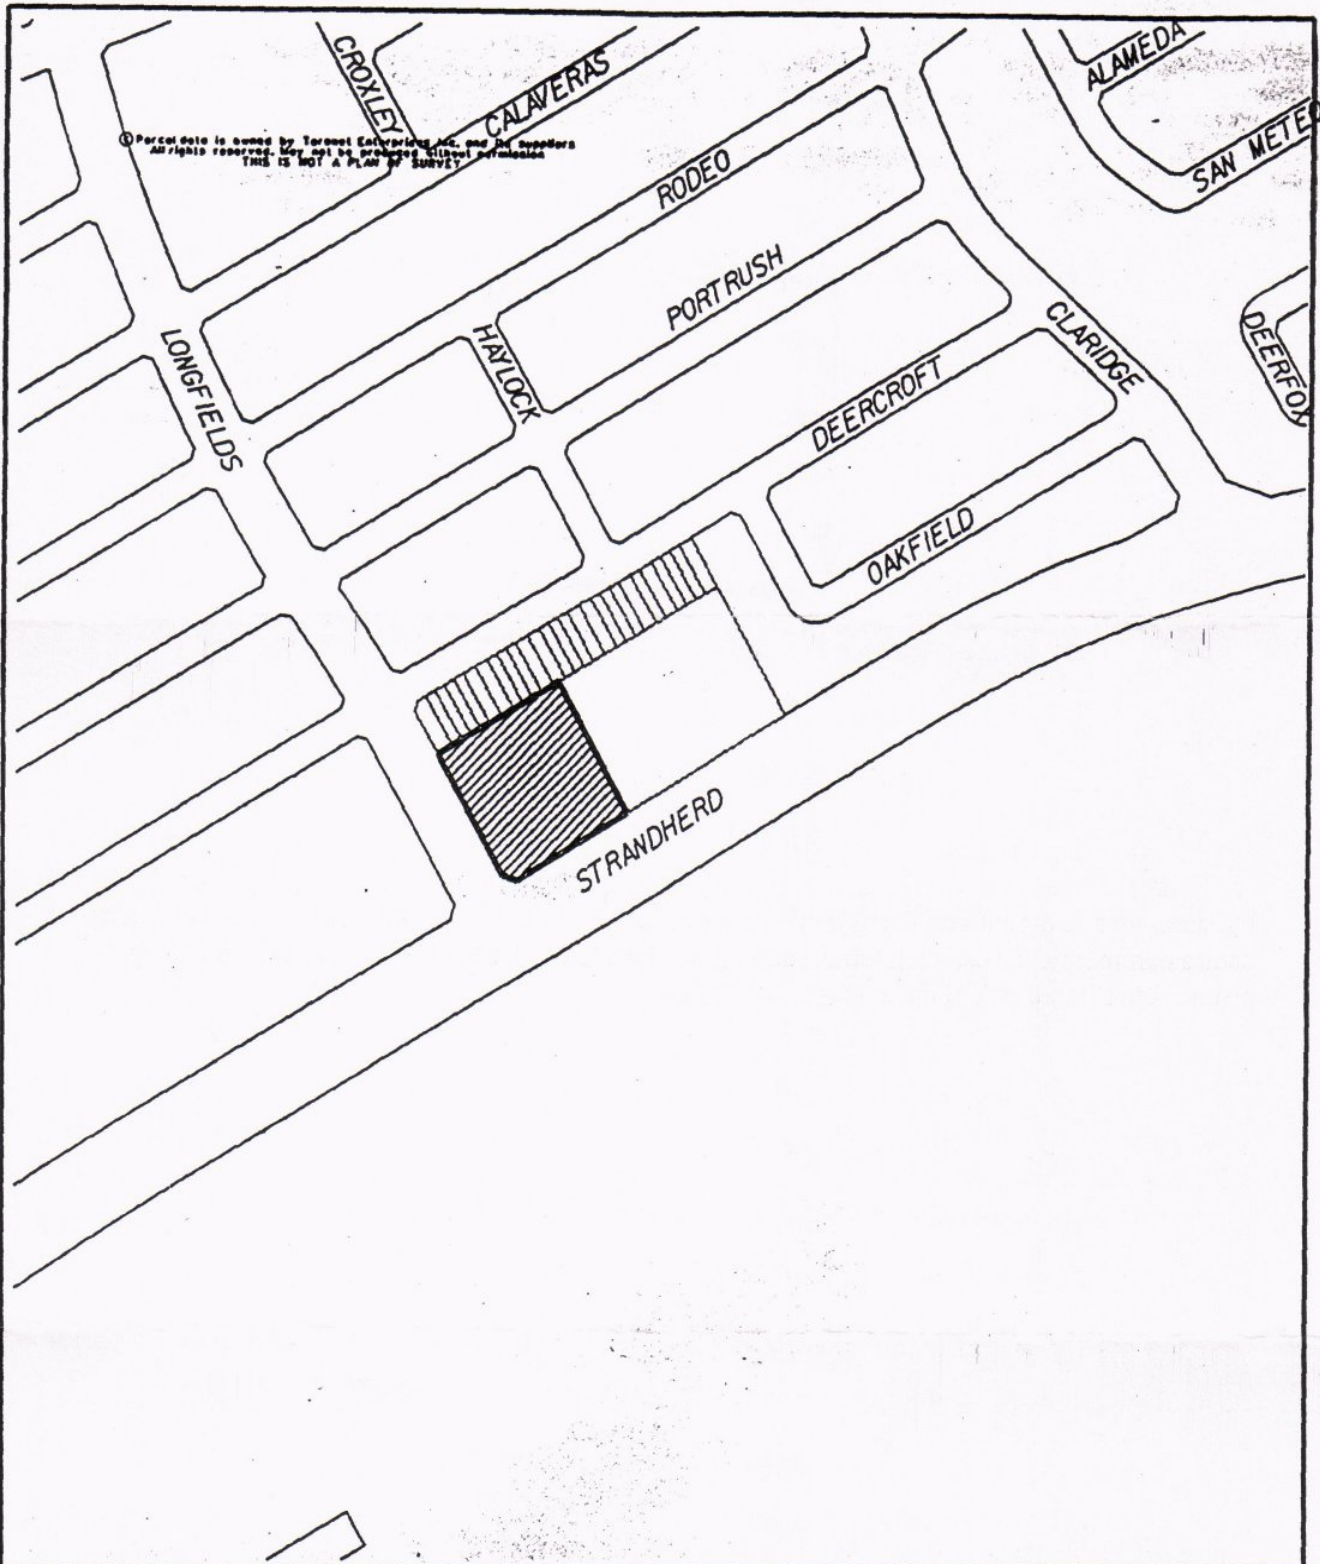 CROXLEY
CALAVERAS
ALAMEDA
SAN METEO
© Parcel data is owned by Teranet Enterprises Inc. and its suppliers
All rights reserved. May not be produced without permission
THIS IS NOT A PLAN OF SURVEY
RODEO
PORTRUSH
LONGFIELDS
HAYLOCK
CLARIDGE
DEERFOX
DEERCROFT
OAKFIELD
STRANDHERD